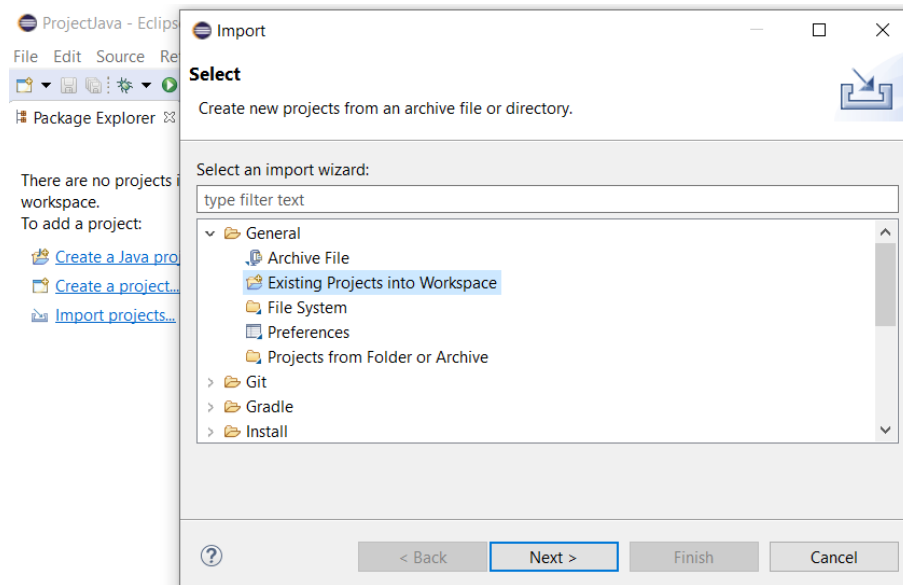 ProjectJava - Eclips
File Edit Source Re
Package Explorer
There are no projects i
workspace.
To add a project:
Create a Java pro
Create a project...
Import projects...
Import
Select
Create new projects from an archive file or directory.
Select an import wizard:
type filter text
General
Archive File
Existing Projects into Workspace
File System
Preferences
Projects from Folder or Archive
Git
Gradle
Install
< Back Next > Finish Cancel